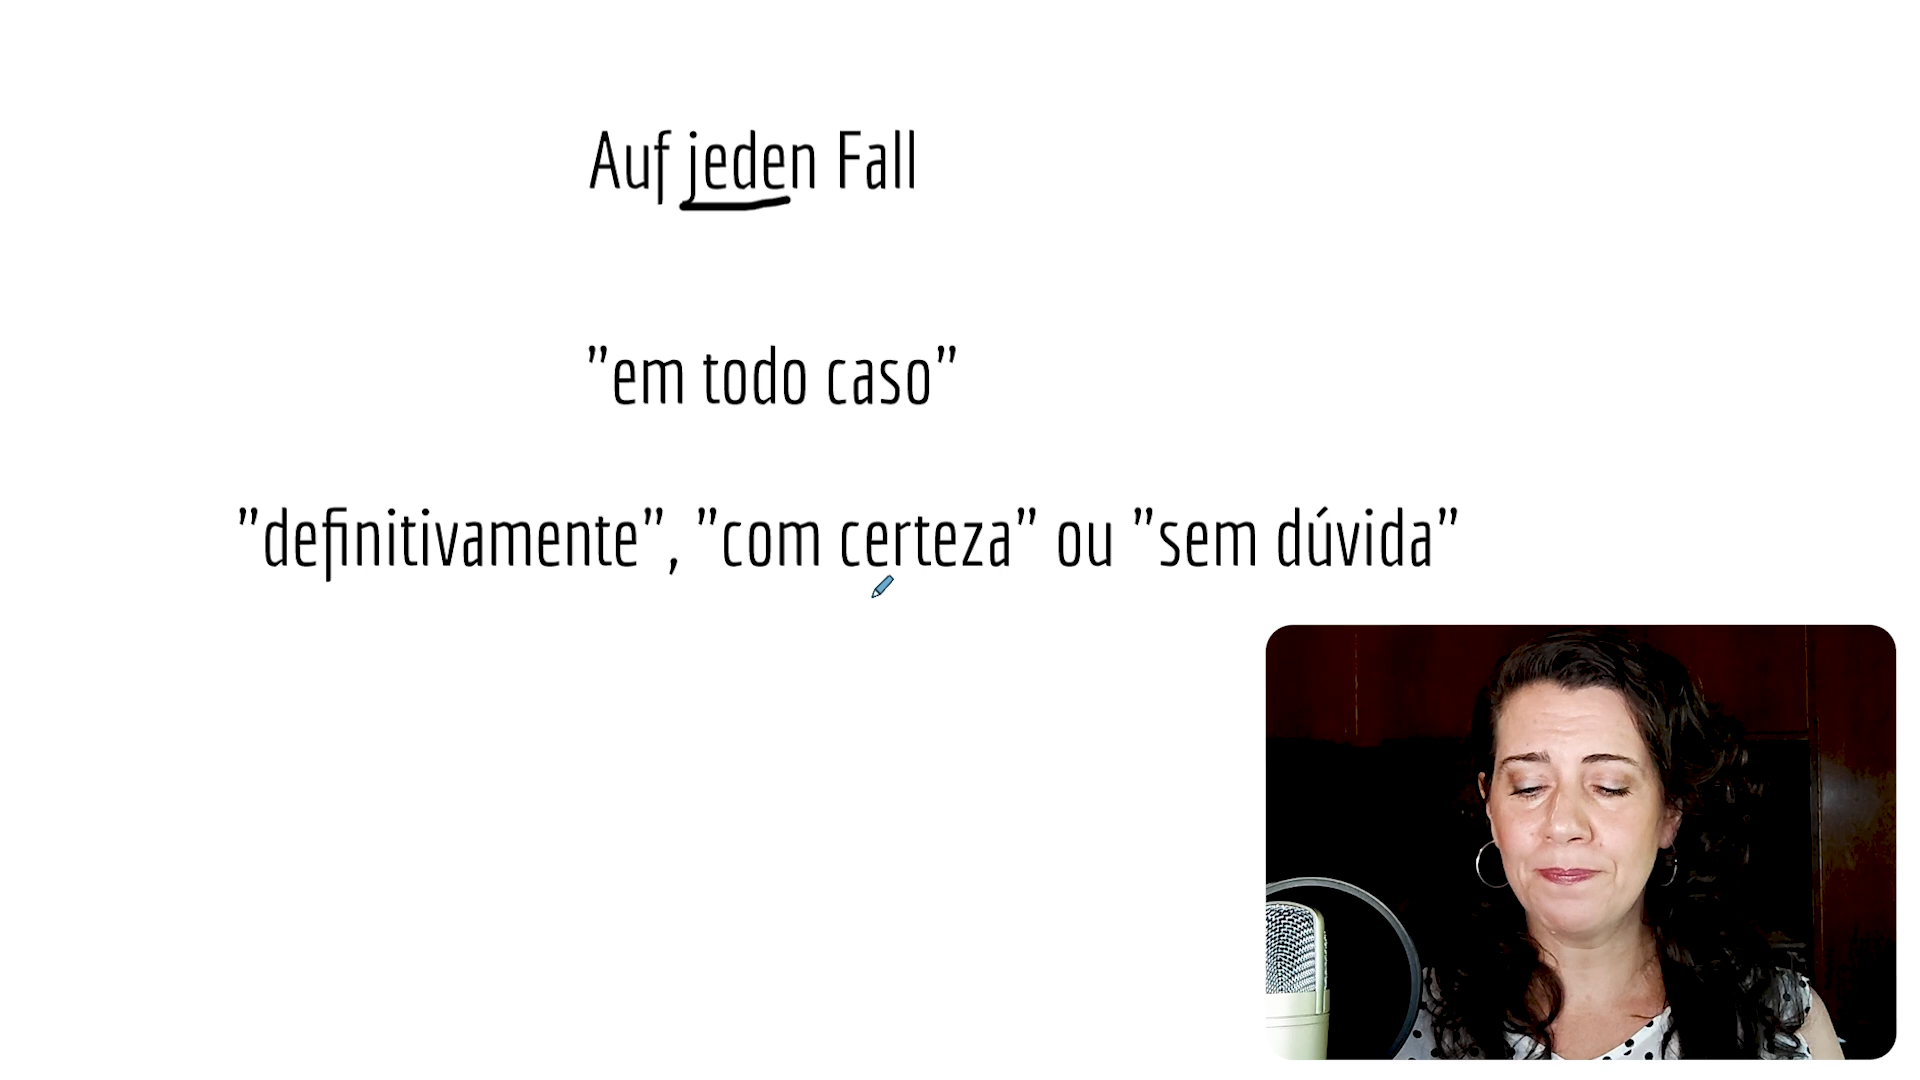 Auf jeden Fall
"em todo caso"
"definitivamente", "com certeza" ou "sem dúvida"